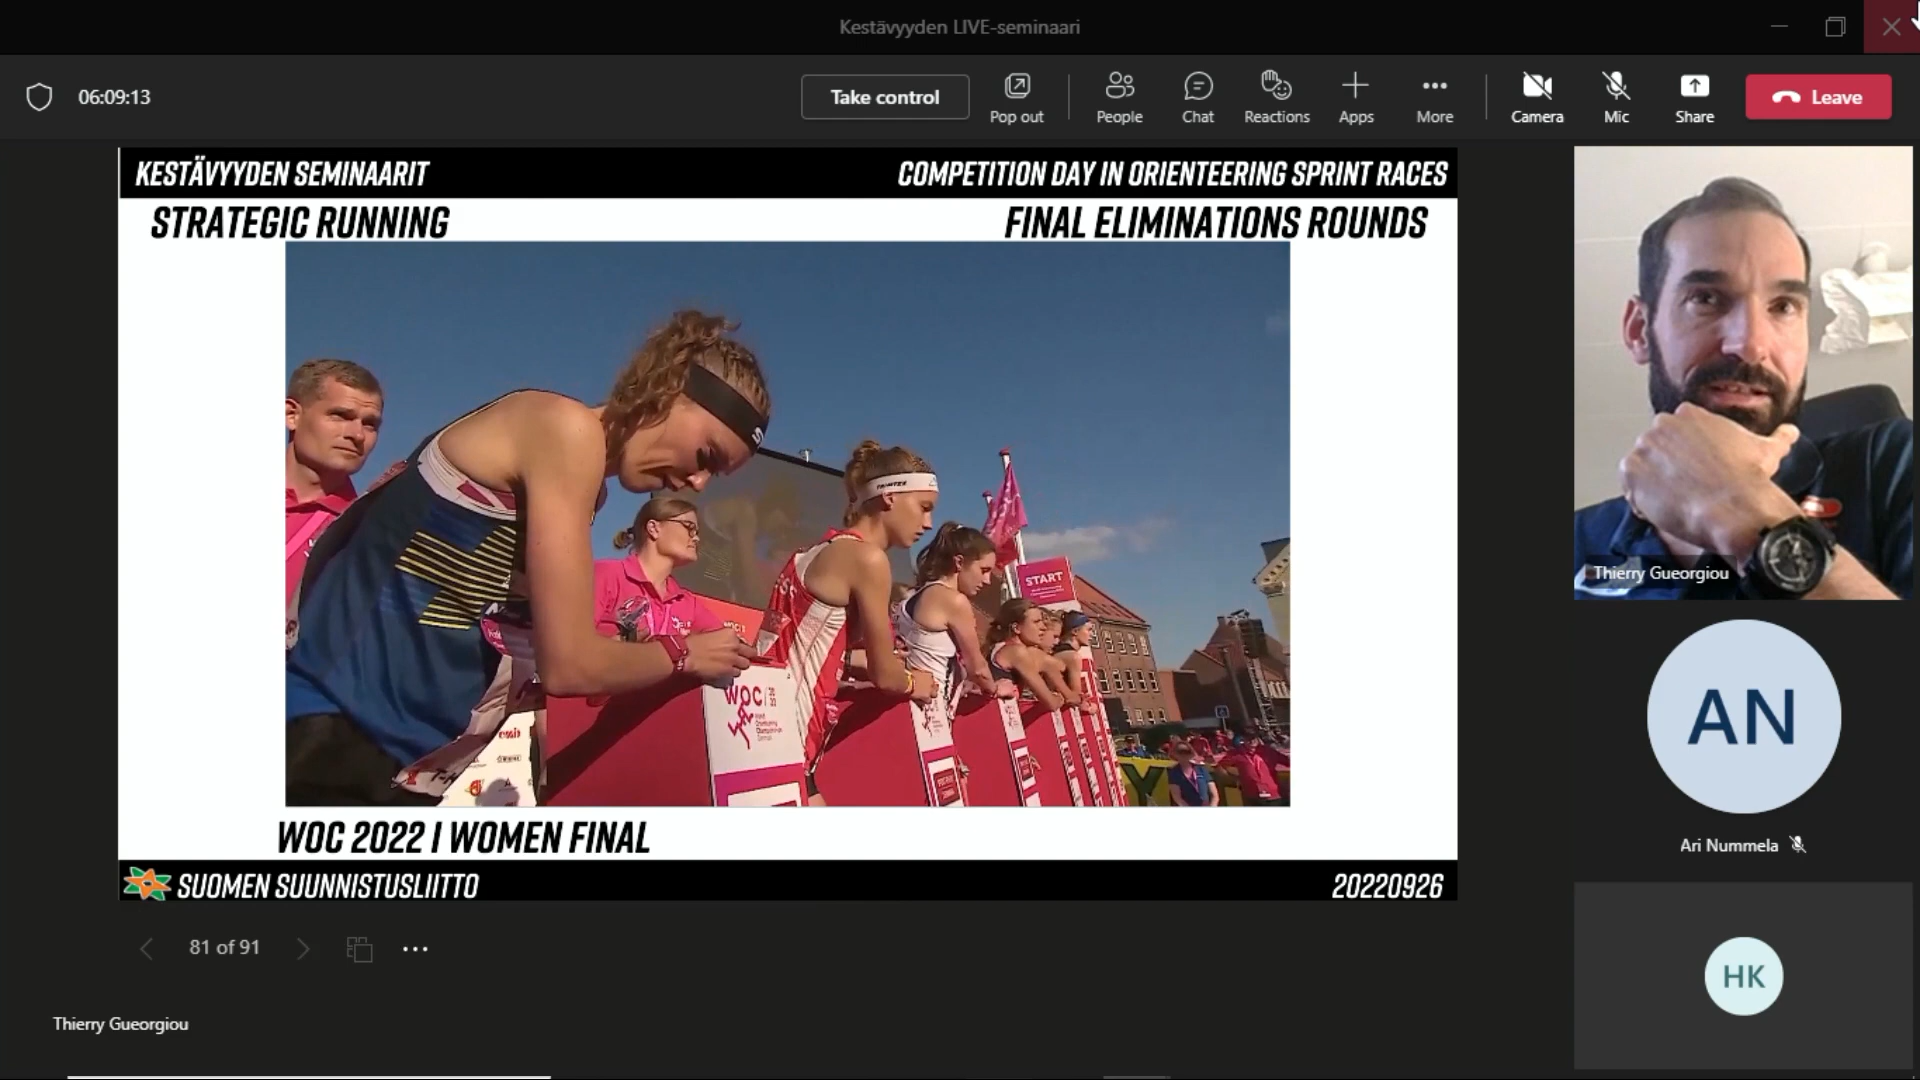 Kestävyyden LIVE-seminaari
06:09:13
Take control
Pop out
People
Chat
Reactions
Apps
More
Camera
Mic
Share
Leave
KESTÄVYYDEN SEMINAARIT
COMPETITION DAY IN ORIENTEERING SPRINT RACES
STRATEGIC RUNNING
FINAL ELIMINATIONS ROUNDS
START
WOC
WOC 2022 I WOMEN FINAL
SUOMEN SUUNNISTUSLIITTO
20220926
81 of 91
Thierry Gueorgiou
Thierry Gueorgiou
AN
Ari Nummela
HK